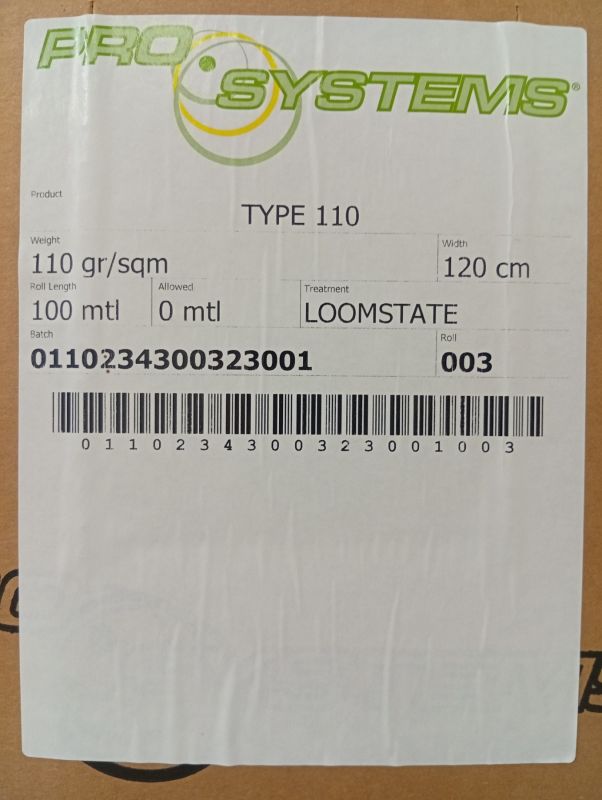 PRO
SYSTEMS®
Product
TYPE 110
Weight
110 gr/sqm
Width
120 cm
Roll Length
100 mtl
Allowed
0 mtl
Treatment
LOOMSTATE
Batch
0110234300323001
Roll
003
0110234300323001003